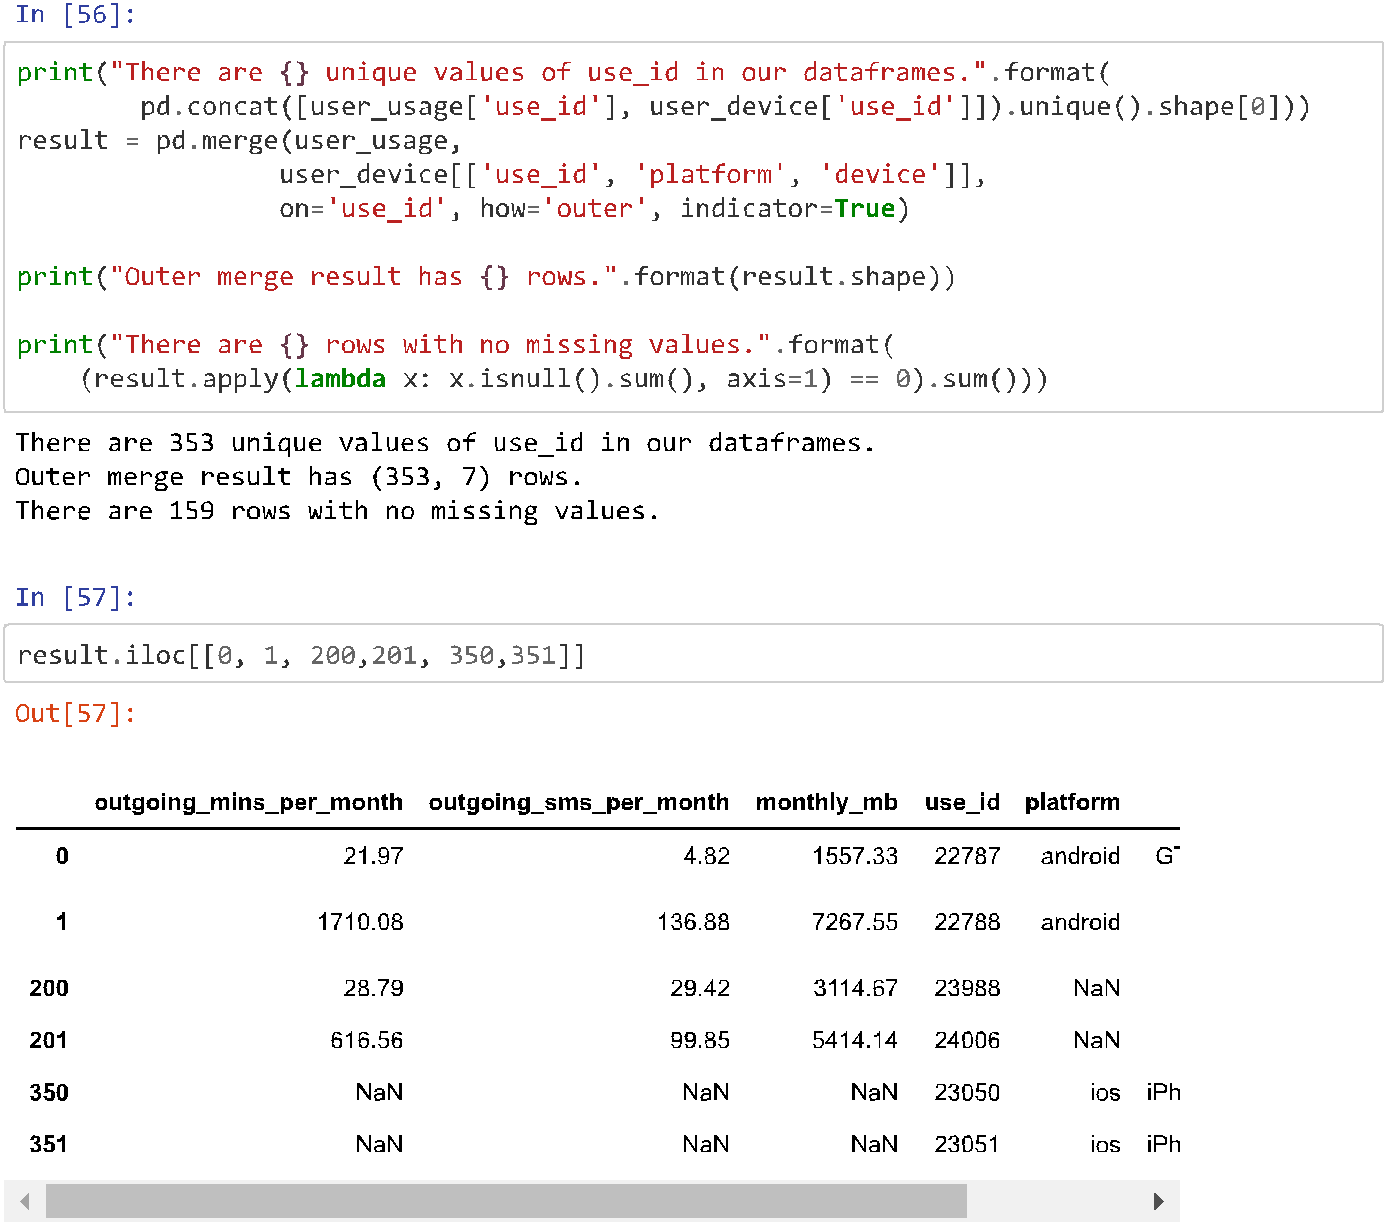 In [56]:
print("There are {} unique values of use_id in our dataframes.".format(
        pd.concat([user_usage['use_id'], user_device['use_id']]).unique().shape[0]))
result = pd.merge(user_usage,
                 user_device[['use_id', 'platform', 'device']],
                 on='use_id', how='outer', indicator=True)

print("Outer merge result has {} rows.".format(result.shape))

print("There are {} rows with no missing values.".format(
    (result.apply(lambda x: x.isnull().sum(), axis=1) == 0).sum()))
There are 353 unique values of use_id in our dataframes.
Outer merge result has (353, 7) rows.
There are 159 rows with no missing values.
In [57]:
result.iloc[[0, 1, 200,201, 350,351]]
Out[57]:
outgoing_mins_per_month outgoing_sms_per_month monthly_mb use_id platform
0 21.97 4.82 1557.33 22787 android
1 1710.08 136.88 7267.55 22788 android
200 28.79 29.42 3114.67 23988 NaN
201 616.56 99.85 5414.14 24006 NaN
350 NaN NaN NaN 23050 ios iPh
351 NaN NaN NaN 23051 ios iPh